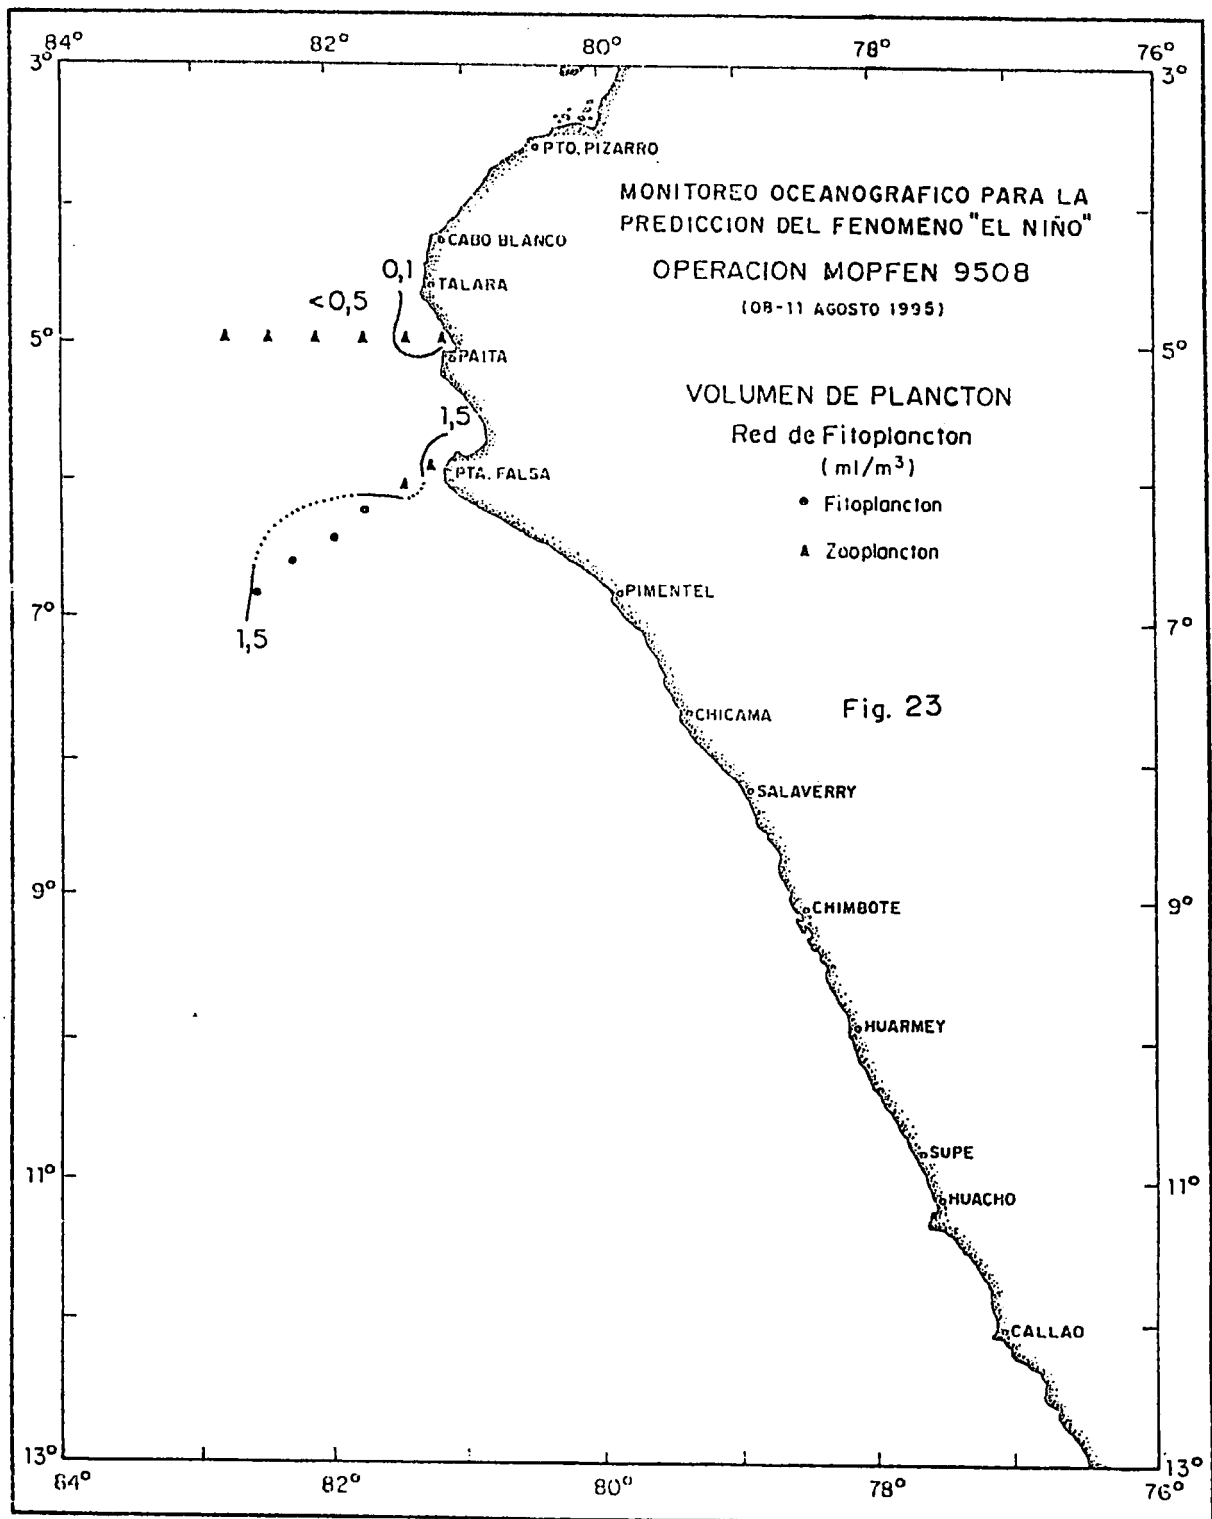 84° 82° 80° 78° 76°
3° 3°
PTO. PIZARRO
MONITOREO OCEANOGRAFICO PARA LA
PREDICCION DEL FENOMENO "EL NIÑO"
CABO BLANCO
OPERACION MOPFEN 9508
0,1
TALARA
<0,5
(08-11 AGOSTO 1995)
5° 5°
PAITA
VOLUMEN DE PLANCTON
1,5
Red de Fitoplancton
(ml/m³)
PTA. FALSA
Fitoplancton
Zooplancton
PIMENTEL
7° 7°
1,5
CHICAMA
Fig. 23
SALAVERRY
9° 9°
CHIMBOTE
HUARMEY
SUPE
11° 11°
HUACHO
CALLAO
13° 13°
84° 82° 80° 78° 76°